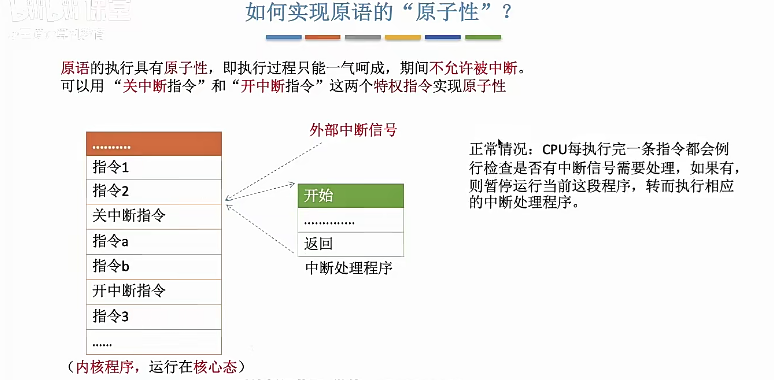 如何实现原语的“原子性”？
原语的执行具有原子性，即执行过程只能一气呵成，期间不允许被中断。
可以用 “关中断指令”和“开中断指令”这两个特权指令实现原子性
..........
指令1
指令2
关中断指令
指令a
指令b
开中断指令
指令3
......
（内核程序，运行在核心态）
外部中断信号
开始
..............
返回
中断处理程序
正常情况：CPU每执行完一条指令都会例
行检查是否有中断信号需要处理，如果有，
则暂停运行当前这段程序，转而执行相应
的中断处理程序。